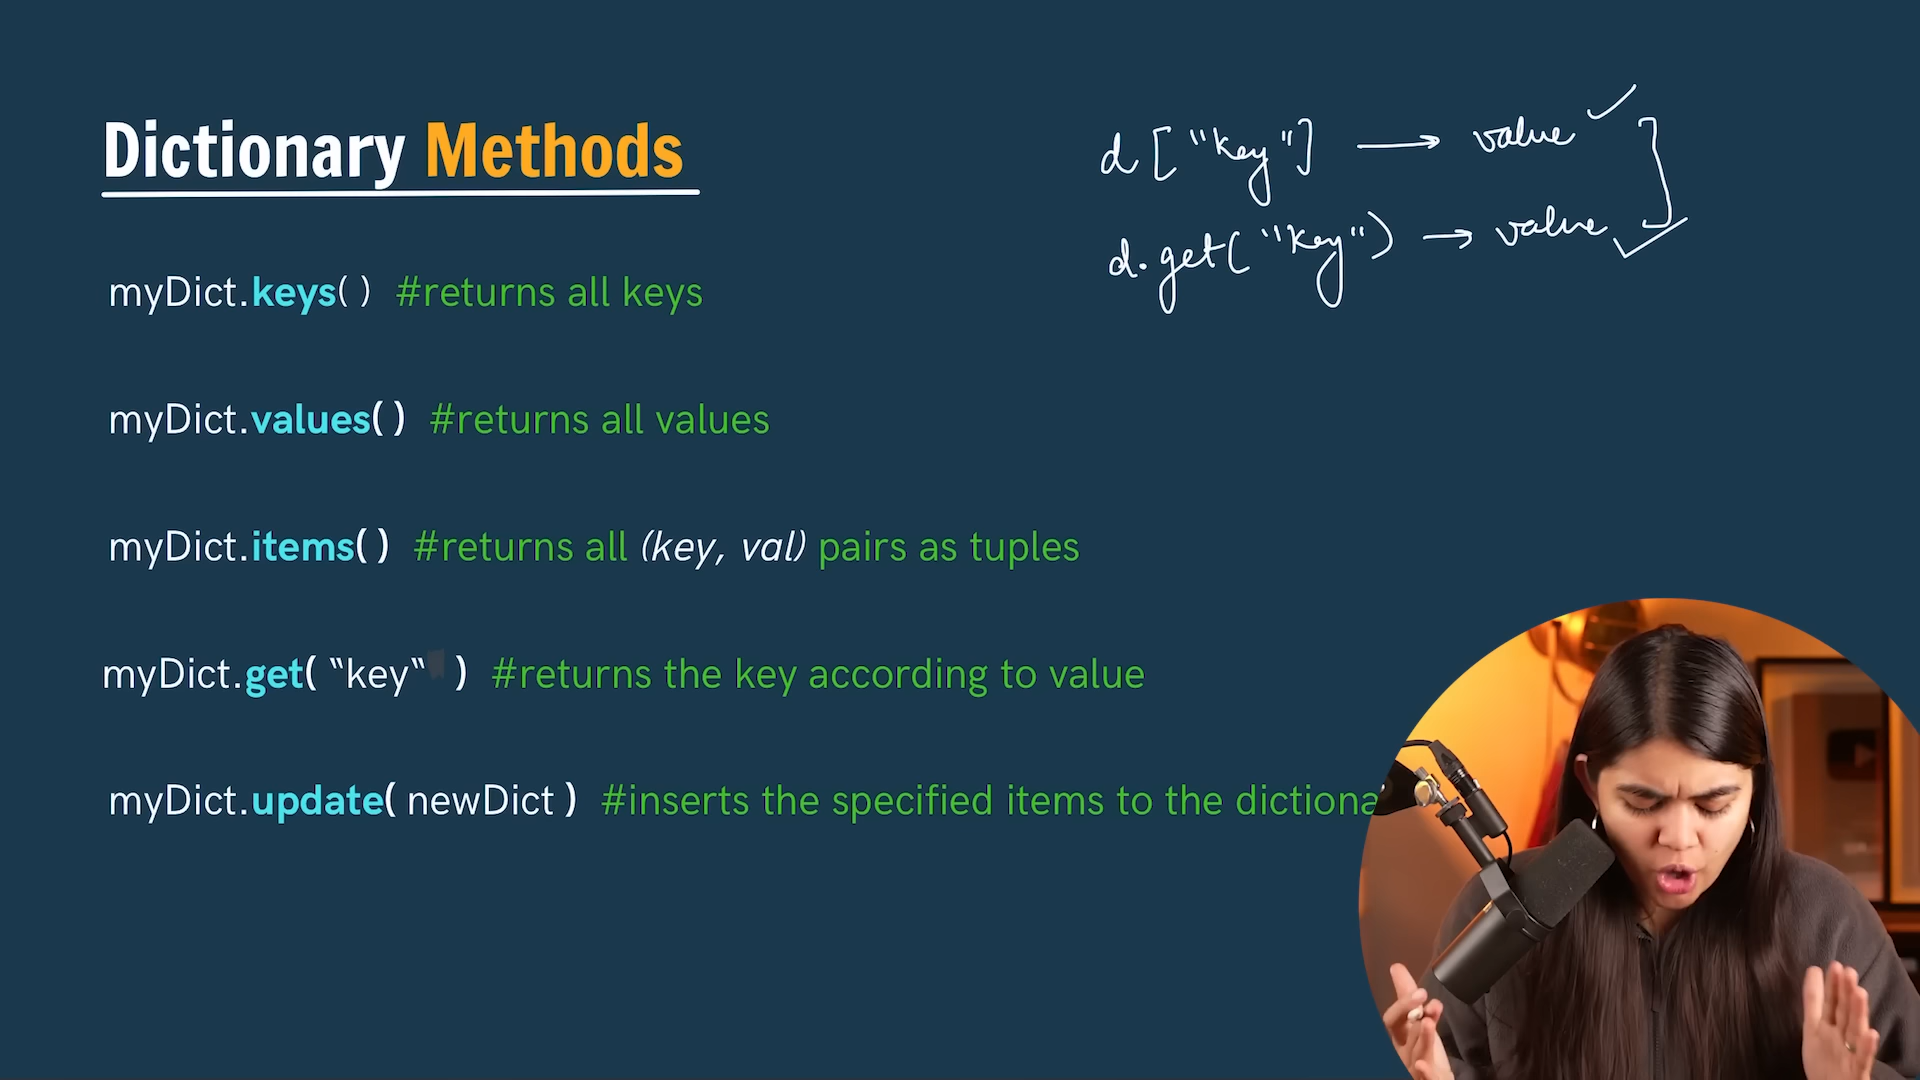 Dictionary Methods
myDict.keys( ) #returns all keys
myDict.values( ) #returns all values
myDict.items( ) #returns all (key, val) pairs as tuples
myDict.get( “key“ ) #returns the key according to value
myDict.update( newDict ) #inserts the specified items to the dictiona
d["key"] → value
d.get("key") → value